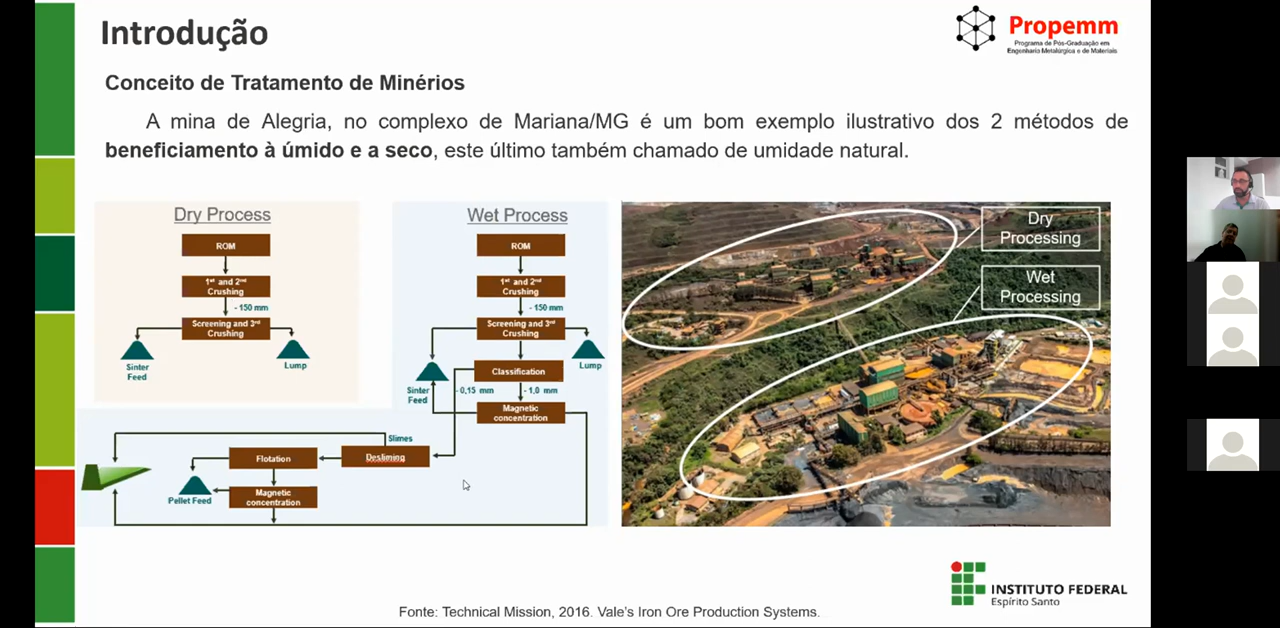 Introdução
Propemm
Programa de Pós-Graduação em
Engenharia Metalúrgica e de Materiais
Conceito de Tratamento de Minérios
A mina de Alegria, no complexo de Mariana/MG é um bom exemplo ilustrativo dos 2 métodos de
beneficiamento à úmido e a seco, este último também chamado de umidade natural.
Dry Process
ROM
1st and 2nd
Crushing
- 150 mm
Screening and 3rd
Crushing
Sinter
Feed
Lump
Wet Process
ROM
1st and 2nd
Crushing
- 150 mm
Screening and 3rd
Crushing
Lump
Classification
Sinter
Feed
- 0,15 mm
- 1,0 mm
Magnetic
concentration
Slimes
Desliming
Flotation
Pellet Feed
Magnetic
concentration
Dry
Processing
Wet
Processing
INSTITUTO FEDERAL
Espírito Santo
Fonte: Technical Mission, 2016. Vale's Iron Ore Production Systems.